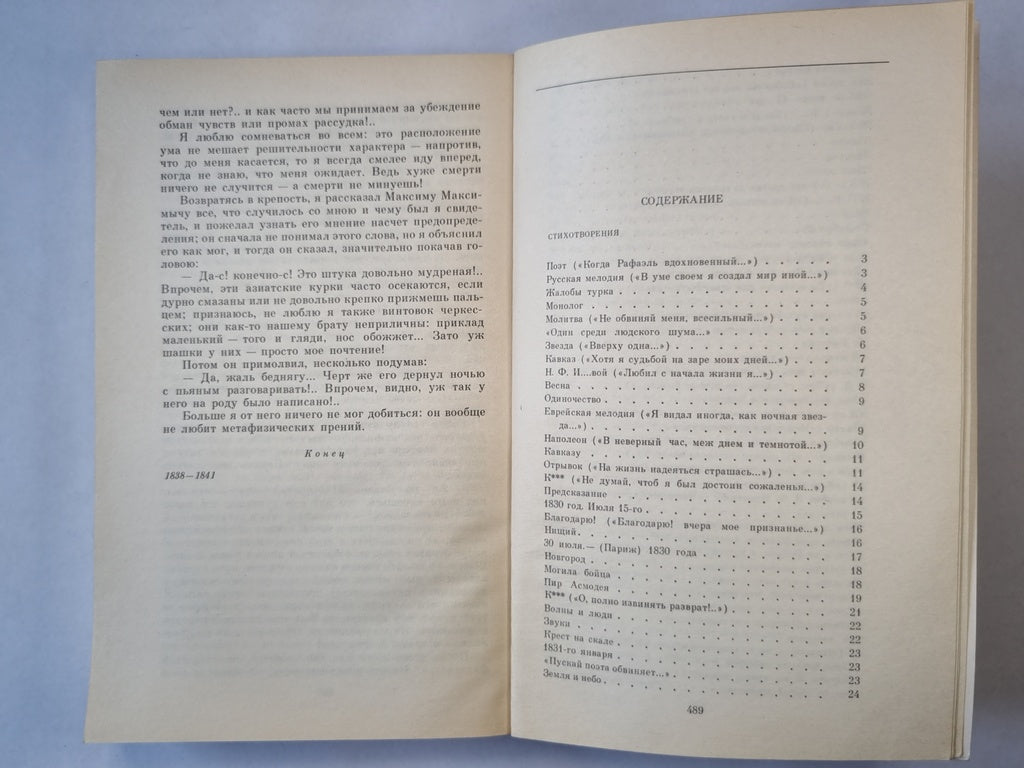 чем или нет?.. и как часто мы принимаем за убеждение
обман чувств или промах рассудка!..
Я люблю сомневаться во всем: это расположение
ума не мешает решительности характера — напротив,
что до меня касается, то я всегда смелее иду вперед,
когда не знаю, что меня ожидает. Ведь хуже смерти
ничего не случится — а смерти не минуешь!
Возвратясь в крепость, я рассказал Максиму Макси-
мычу все, что случилось со мною и чему был я свиде-
тель, и пожелал узнать его мнение насчет предопреде-
ления; он сначала не понимал этого слова, но я объяснил
его как мог, и тогда он сказал, значительно покачав го-
ловою:
— Да-с! конечно-с! Это штука довольно мудреная!..
Впрочем, эти азиатские курки часто осекаются, если
дурно смазаны или не довольно крепко прижмешь паль-
цем; признаюсь, не люблю я также винтовок черкес-
ских; они как-то нашему брату неприличны: приклад
маленький — того и гляди, нос обожжет... Зато уж
шашки у них — просто мое почтение!
Потом он примолвил, несколько подумав:
— Да, жаль беднягу... Черт же его дернул ночью
с пьяным разговаривать!.. Впрочем, видно, уж так у
него на роду было написано!..
Больше я от него ничего не мог добиться: он вообще
не любит метафизических прений.
Конец
1838—1841
СОДЕРЖАНИЕ
СТИХОТВОРЕНИЯ
Поэт («Когда Рафаэль вдохновенный...») . . . . . 3
Русская мелодия («В уме своем я создал мир иной...») 3
Жалобы турка . . . . . . . . . . . . 4
Монолог . . . . . . . . . . . . . 5
Молитва («Не обвиняй меня, всесильный...») . . . . 5
«Один среди людского шума...» . . . . . . . 6
Звезда («Вверху одна...») . . . . . . . . . 6
Кавказ («Хотя я судьбой на заре моих дней...») . . . 7
Н. Ф. И....вой («Любил с начала жизни я...») . . . . 7
Весна . . . . . . . . . . . . . . 8
Одиночество . . . . . . . . . . . . 9
Еврейская мелодия («Я видал иногда, как ночная звез-
да...») . . . . . . . . . . . . . 9
Наполеон («В неверный час, меж днем и темнотой...») 10
Кавказу . . . . . . . . . . . . . 11
Отрывок («На жизнь надеяться страшась...») . . . . 11
К*** («Не думай, чтоб я был достоин сожаленья...») 14
Предсказание . . . . . . . . . . . . 14
1830 год. Июля 15-го . . . . . . . . . . 15
Благодарю! («Благодарю! вчера мое признанье...») 16
Нищий . . . . . . . . . . . . . . 16
30 июля.— (Париж) 1830 года . . . . . . . . 17
Новгород . . . . . . . . . . . . . 18
Могила бойца . . . . . . . . . . . . 18
Пир Асмодея . . . . . . . . . . . . 19
К*** («О, полно извинять разврат!..») . . . . . . 21
Волны и люди . . . . . . . . . . . . 22
Звуки . . . . . . . . . . . . . . 22
Крест на скале . . . . . . . . . . . . 23
1831-го января . . . . . . . . . . . . 23
«Пускай поэта обвиняет...» . . . . . . . . . 23
Земля и небо . . . . . . . . . . . . 24
489